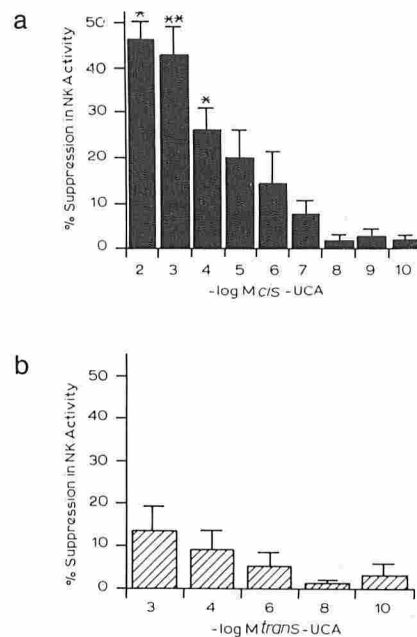 a
50
40
30
20
10
0
% Suppression in NK Activity
*
**
*
2 3 4 5 6 7 8 9 10
-log M cis -UCA
b
50
40
30
20
10
0
% Suppression in NK Activity
3 4 6 8 10
-log M trans -UCA